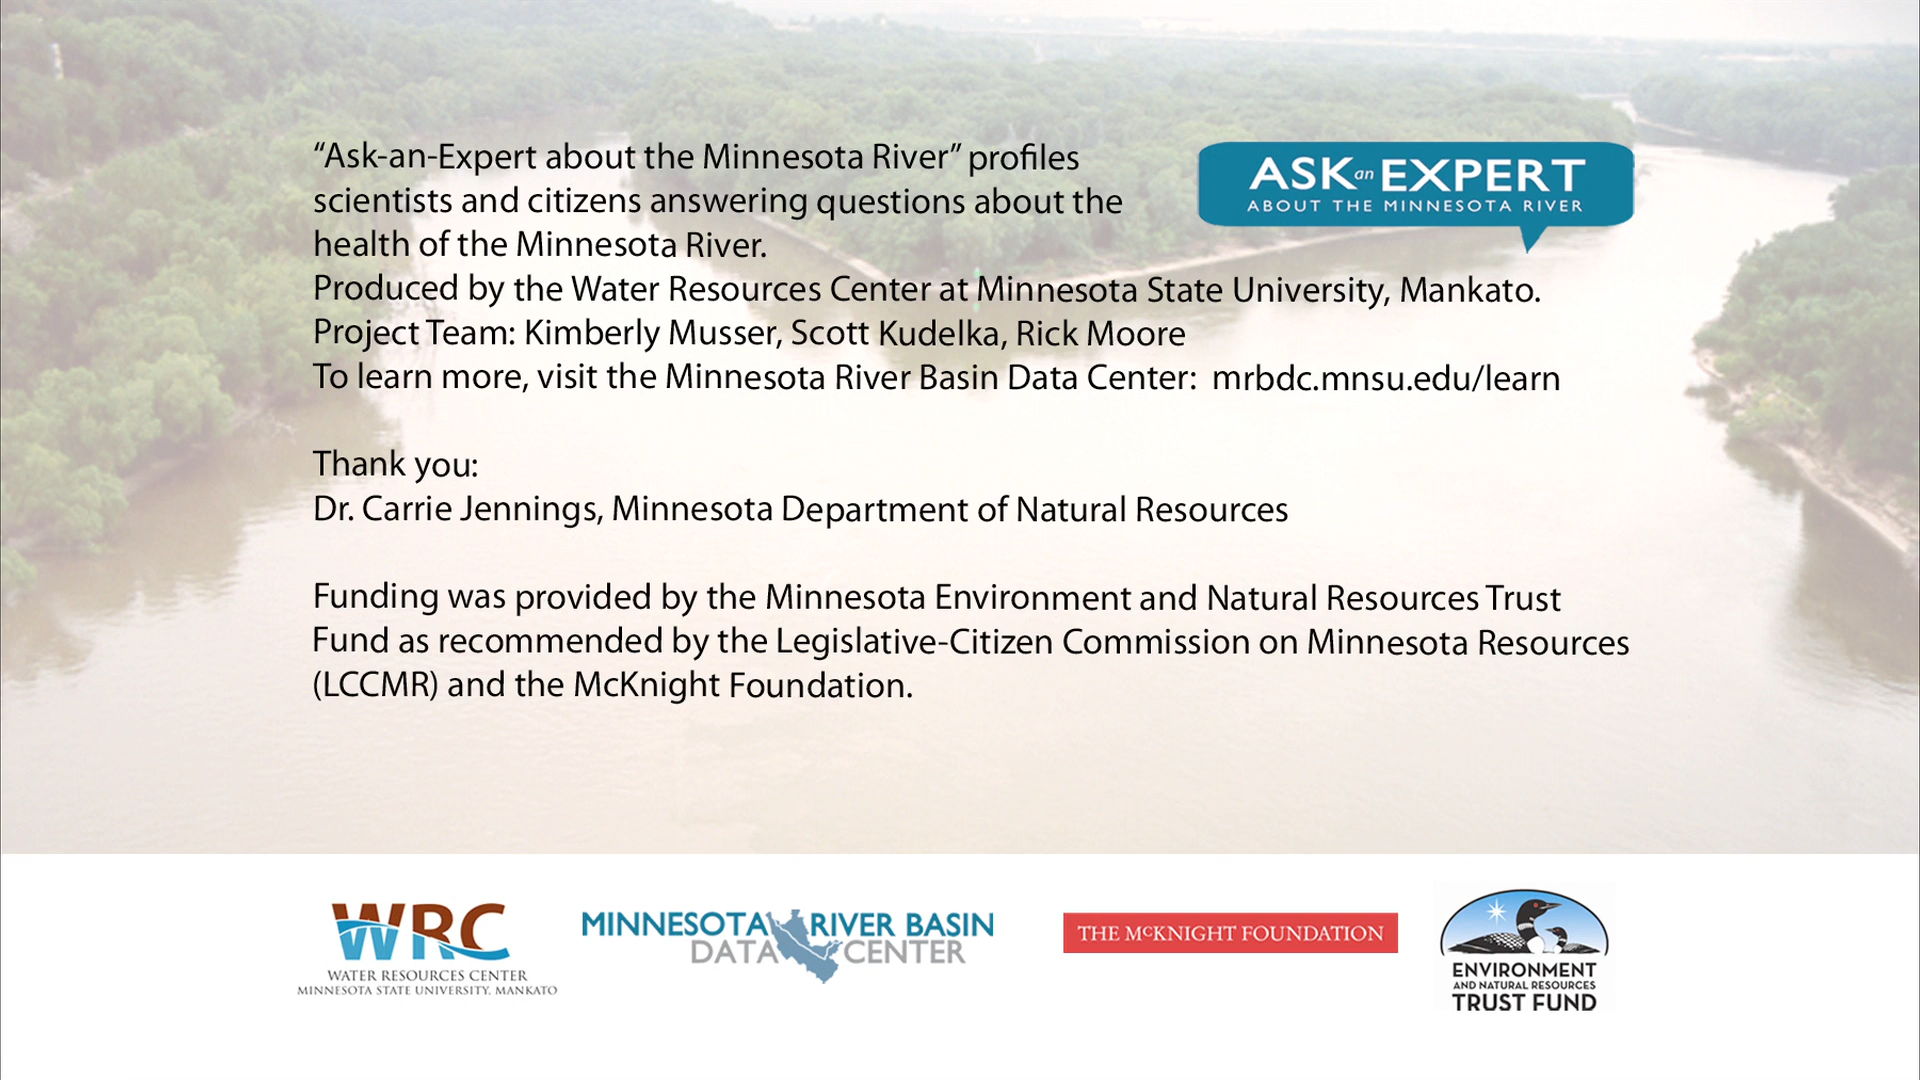 “Ask-an-Expert about the Minnesota River” profiles
scientists and citizens answering questions about the
health of the Minnesota River.
ASK an EXPERT
ABOUT THE MINNESOTA RIVER
Produced by the Water Resources Center at Minnesota State University, Mankato.
Project Team: Kimberly Musser, Scott Kudelka, Rick Moore
To learn more, visit the Minnesota River Basin Data Center:  mrbdc.mnsu.edu/learn
Thank you:
Dr. Carrie Jennings, Minnesota Department of Natural Resources
Funding was provided by the Minnesota Environment and Natural Resources Trust
Fund as recommended by the Legislative-Citizen Commission on Minnesota Resources
(LCCMR) and the McKnight Foundation.
WRC
WATER RESOURCES CENTER
MINNESOTA STATE UNIVERSITY, MANKATO
MINNESOTA RIVER BASIN
DATA CENTER
THE McKNIGHT FOUNDATION
ENVIRONMENT
AND NATURAL RESOURCES
TRUST FUND